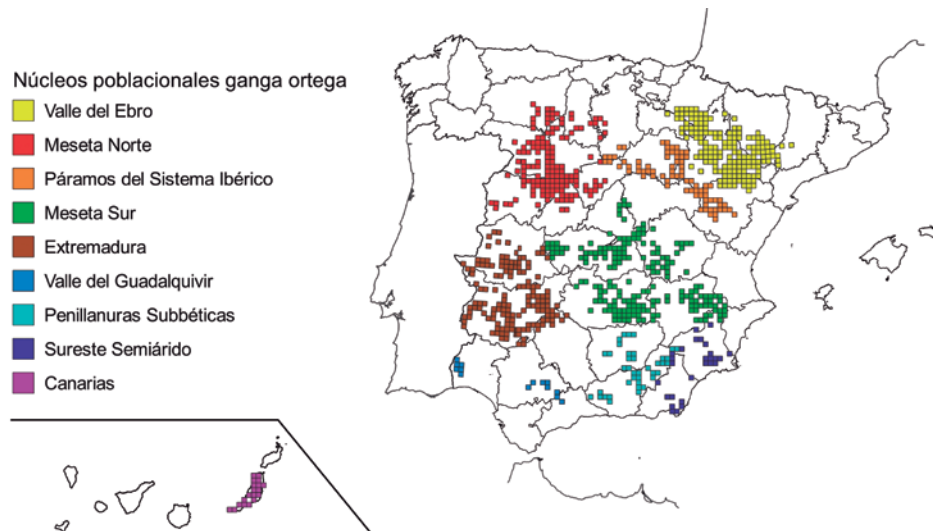 Núcleos poblacionales ganga ortega
Valle del Ebro
Meseta Norte
Páramos del Sistema Ibérico
Meseta Sur
Extremadura
Valle del Guadalquivir
Penillanuras Subbéticas
Sureste Semiárido
Canarias